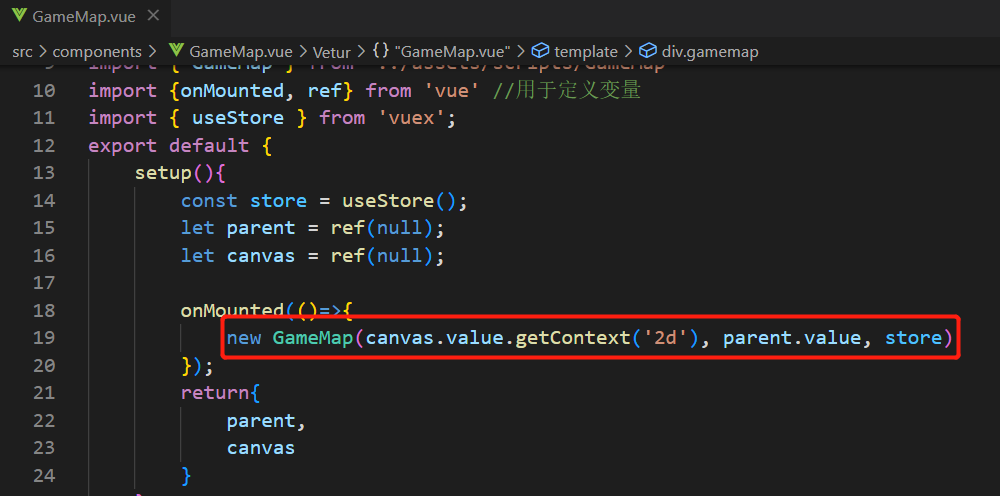 GameMap.vue
src > components > GameMap.vue > Vetur > {} "GameMap.vue" > template > div.gamemap
9 import { GameMap } from "../assets/scripts/GameMap"
10 import {onMounted, ref} from 'vue' //用于定义变量
11 import { useStore } from 'vuex';
12 export default {
13 setup(){
14 const store = useStore();
15 let parent = ref(null);
16 let canvas = ref(null);
17
18 onMounted(()=>{
19 new GameMap(canvas.value.getContext('2d'), parent.value, store)
20 });
21 return{
22 parent,
23 canvas
24 }